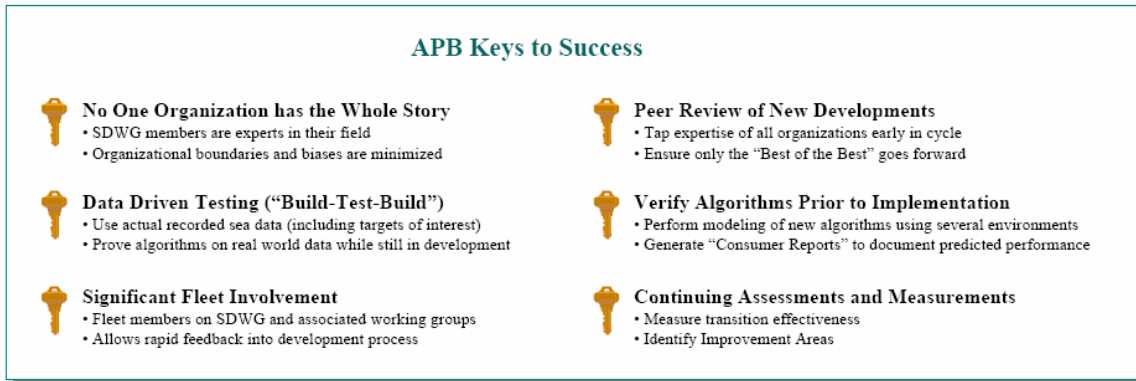 APB Keys to Success
No One Organization has the Whole Story
• SDWG members are experts in their field
• Organizational boundaries and biases are minimized
Data Driven Testing (“Build-Test-Build”)
• Use actual recorded sea data (including targets of interest)
• Prove algorithms on real world data while still in development
Significant Fleet Involvement
• Fleet members on SDWG and associated working groups
• Allows rapid feedback into development process
Peer Review of New Developments
• Tap expertise of all organizations early in cycle
• Ensure only the “Best of the Best” goes forward
Verify Algorithms Prior to Implementation
• Perform modeling of new algorithms using several environments
• Generate “Consumer Reports” to document predicted performance
Continuing Assessments and Measurements
• Measure transition effectiveness
• Identify Improvement Areas